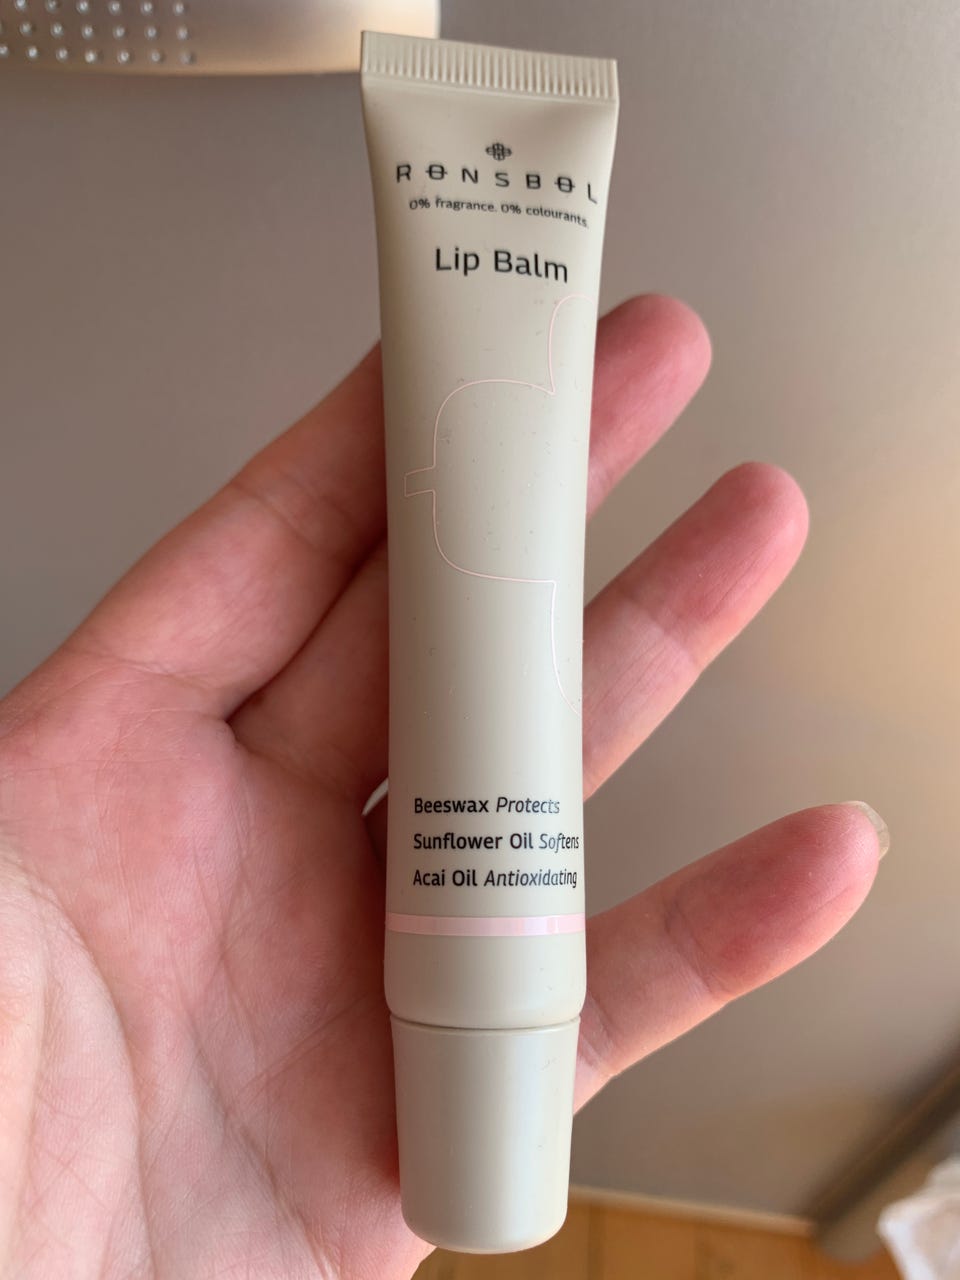 RONSBOL
0% fragrance. 0% colourants.
Lip Balm
Beeswax Protects
Sunflower Oil Softens
Acai Oil Antioxidating